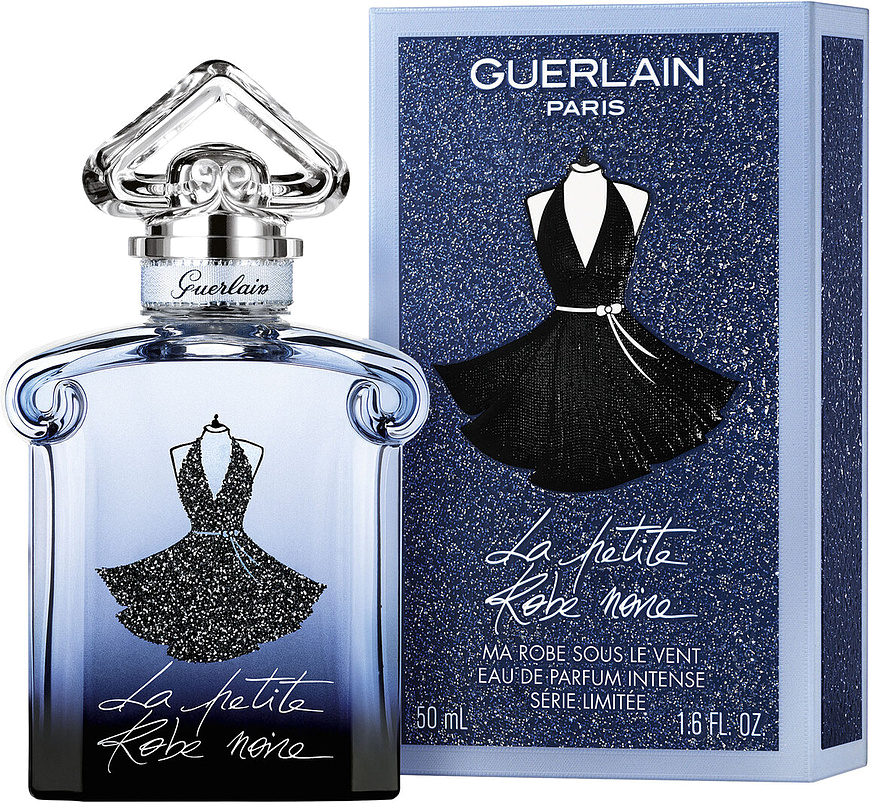 Guerlain
La petite
Robe noire
GUERLAIN
PARIS
La petite
Robe noire
MA ROBE SOUS LE VENT
EAU DE PARFUM INTENSE
SÉRIE LIMITÉE
50 mL 1.6 FL. OZ.